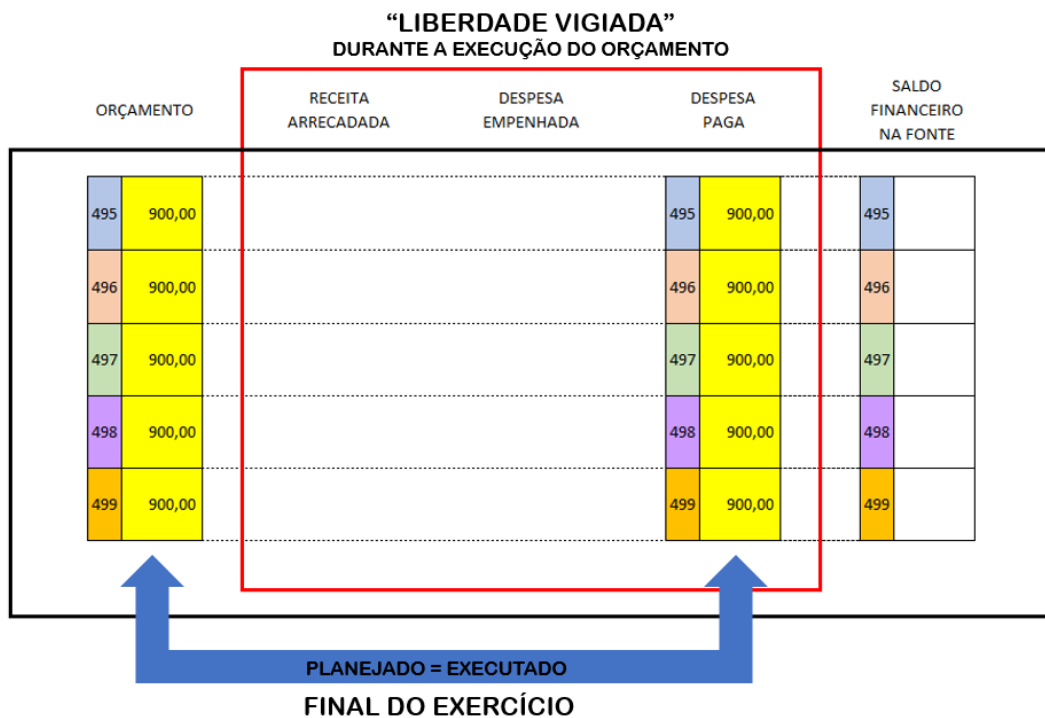 “LIBERDADE VIGIADA”
DURANTE A EXECUÇÃO DO ORÇAMENTO
ORÇAMENTO
RECEITA
ARRECADADA
DESPESA
EMPENHADA
DESPESA
PAGA
SALDO
FINANCEIRO
NA FONTE
495 900,00 495 900,00 495
496 900,00 496 900,00 496
497 900,00 497 900,00 497
498 900,00 498 900,00 498
499 900,00 499 900,00 499
PLANEJADO = EXECUTADO
FINAL DO EXERCÍCIO